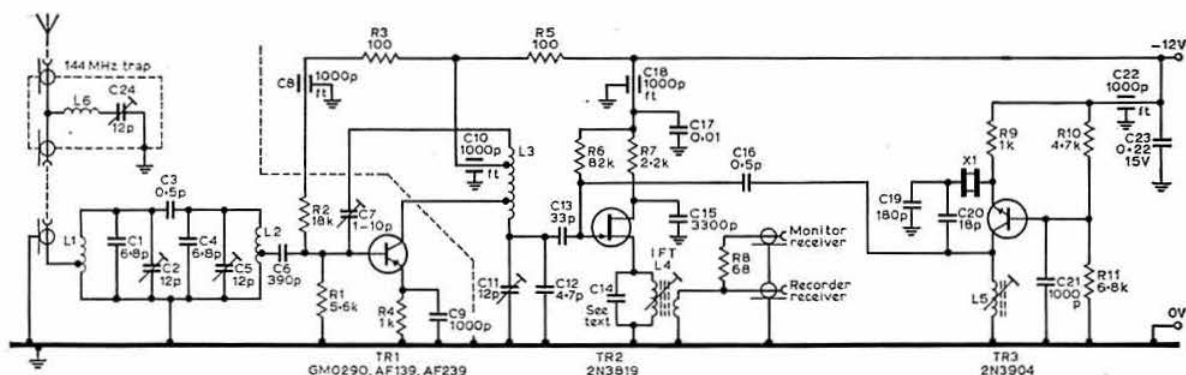 144 MHz trap
L6
C24
12p
C3
0·5p
L1
C1
6·8p
C2
12p
C4
6·8p
C5
12p
L2
C6
390p
R3
100
R5
100
C8
1000p
ft
R2
18k
C7
1-10p
R1
5·6k
R4
1k
C9
1000p
C10
1000p
ft
L3
C11
12p
C12
4·7p
C13
33p
R6
82k
R7
2·2k
C18
1000p
ft
C17
0·01
C15
3300p
C14
See
text
IFT
L4
R8
68
Monitor
receiver
Recorder
receiver
C16
0·5p
C19
180p
X1
C20
18p
R9
1k
R10
4·7k
C22
1000p
ft
C23
0·22
15V
-12V
L5
C21
1000
p
R11
6·8k
0V
TR1
GM0290, AF139, AF239
TR2
2N3819
TR3
2N3904